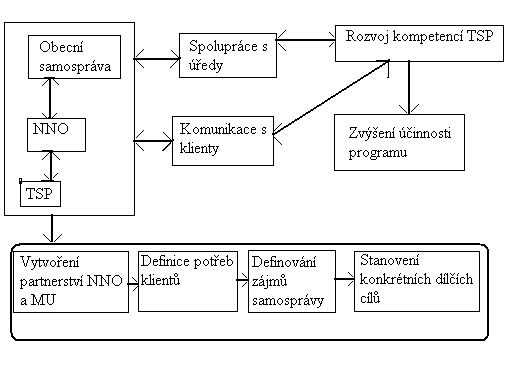 Obecní
samospráva
NNO
TSP
Spolupráce s
úřady
Komunikace s
klienty
Rozvoj kompetencí TSP
Zvýšení účinnosti
programu
Vytvoření
partnerství NNO
a MU
Definice potřeb
klientů
Definování
zájmů
samosprávy
Stanovení
konkrétních dílčích
cílů